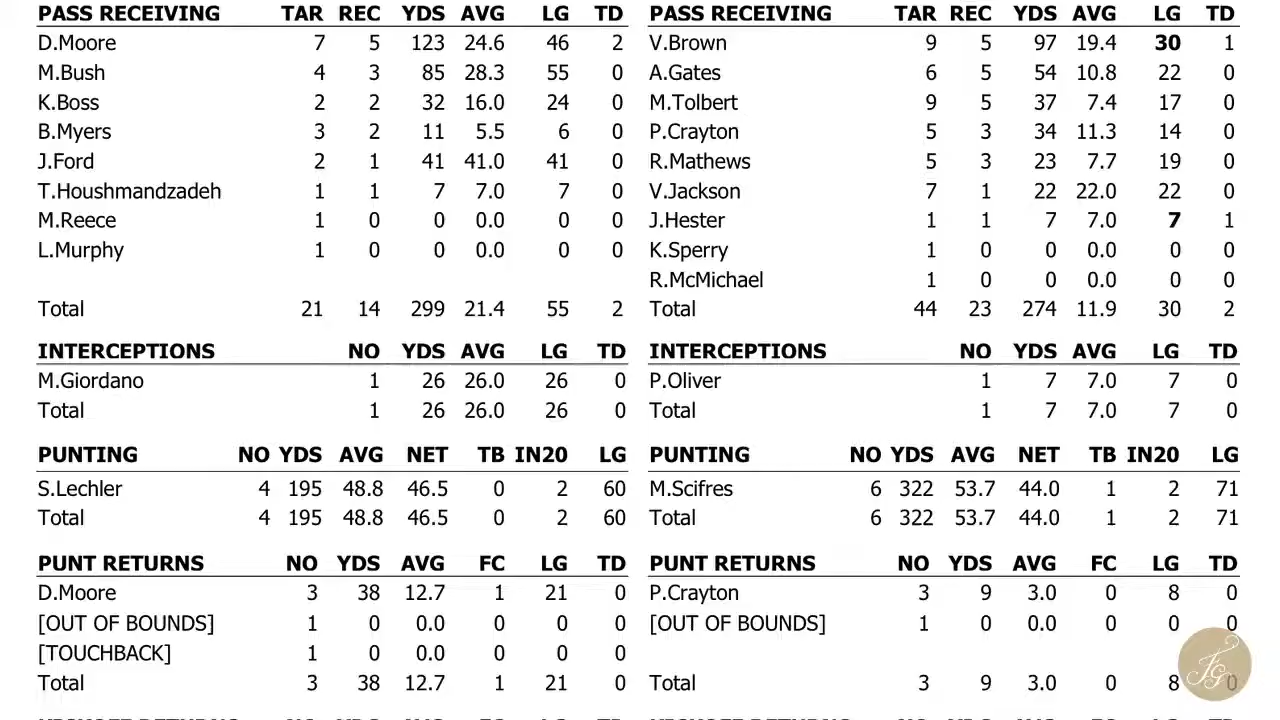 PASS RECEIVING TAR REC YDS AVG LG TD PASS RECEIVING TAR REC YDS AVG LG TD
D.Moore 7 5 123 24.6 46 2 V.Brown 9 5 97 19.4 30 1
M.Bush 4 3 85 28.3 55 0 A.Gates 6 5 54 10.8 22 0
K.Boss 2 2 32 16.0 24 0 M.Tolbert 9 5 37 7.4 17 0
B.Myers 3 2 11 5.5 6 0 P.Crayton 5 3 34 11.3 14 0
J.Ford 2 1 41 41.0 41 0 R.Mathews 5 3 23 7.7 19 0
T.Houshmandzadeh 1 1 7 7.0 7 0 V.Jackson 7 1 22 22.0 22 0
M.Reece 1 0 0 0.0 0 0 J.Hester 1 1 7 7.0 7 1
L.Murphy 1 0 0 0.0 0 0 K.Sperry 1 0 0 0.0 0 0
R.McMichael 1 0 0 0.0 0 0
Total 21 14 299 21.4 55 2 Total 44 23 274 11.9 30 2
INTERCEPTIONS NO YDS AVG LG TD INTERCEPTIONS NO YDS AVG LG TD
M.Giordano 1 26 26.0 26 0 P.Oliver 1 7 7.0 7 0
Total 1 26 26.0 26 0 Total 1 7 7.0 7 0
PUNTING NO YDS AVG NET TB IN20 LG PUNTING NO YDS AVG NET TB IN20 LG
S.Lechler 4 195 48.8 46.5 0 2 60 M.Scifres 6 322 53.7 44.0 1 2 71
Total 4 195 48.8 46.5 0 2 60 Total 6 322 53.7 44.0 1 2 71
PUNT RETURNS NO YDS AVG FC LG TD PUNT RETURNS NO YDS AVG FC LG TD
D.Moore 3 38 12.7 1 21 0 P.Crayton 3 9 3.0 0 8 0
[OUT OF BOUNDS] 1 0 0.0 0 0 0 [OUT OF BOUNDS] 1 0 0.0 0 0 0
[TOUCHBACK] 1 0 0.0 0 0 0
Total 3 38 12.7 1 21 0 Total 3 9 3.0 0 8 0